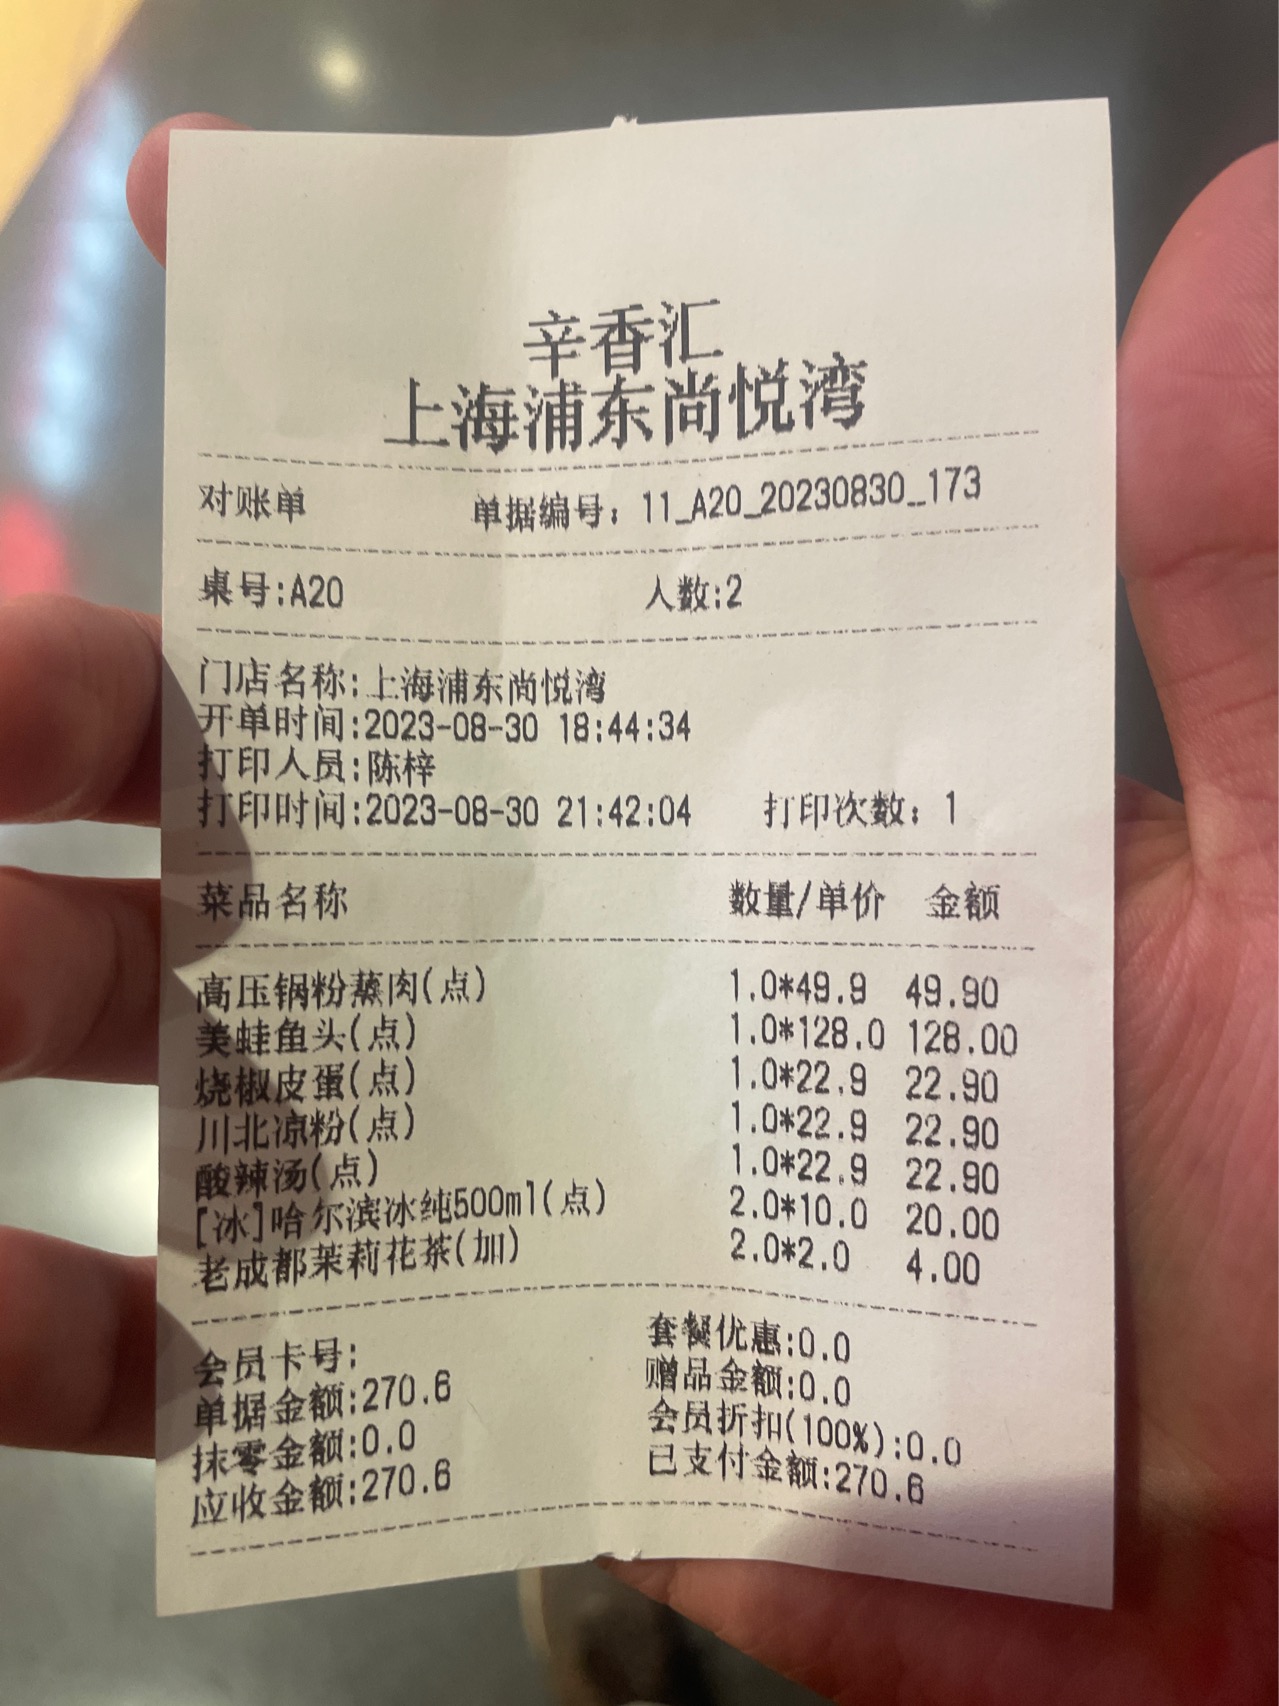 辛香汇
上海浦东尚悦湾
对账单 单据编号：11_A20_20230830_173
桌号:A20 人数:2
门店名称:上海浦东尚悦湾
开单时间:2023-08-30 18:44:34
打印人员:陈梓
打印时间:2023-08-30 21:42:04 打印次数：1
菜品名称 数量/单价 金额
高压锅粉蒸肉(点) 1.0*49.9 49.90
美蛙鱼头(点) 1.0*128.0 128.00
烧椒皮蛋(点) 1.0*22.9 22.90
川北凉粉(点) 1.0*22.9 22.90
酸辣汤(点) 1.0*22.9 22.90
[冰]哈尔滨冰纯500ml(点) 2.0*10.0 20.00
老成都茉莉花茶(加) 2.0*2.0 4.00
会员卡号: 套餐优惠:0.0
单据金额:270.6 赠品金额:0.0
抹零金额:0.0 会员折扣(100%):0.0
应收金额:270.6 已支付金额:270.6